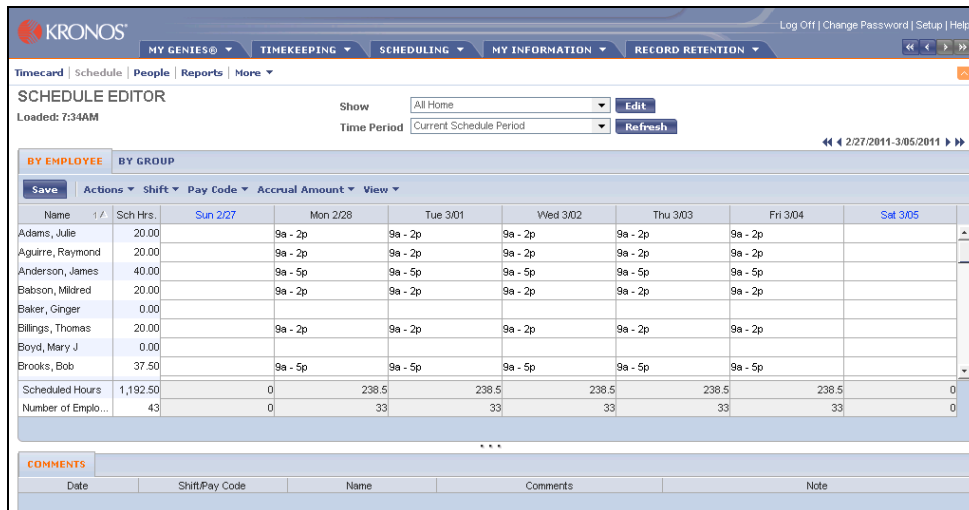 KRONOS®
Log Off | Change Password | Setup | Help
MY GENIES® TIMEKEEPING SCHEDULING MY INFORMATION RECORD RETENTION
Timecard | Schedule | People | Reports | More
SCHEDULE EDITOR
Loaded: 7:34AM
Show All Home Edit
Time Period Current Schedule Period Refresh
2/27/2011-3/05/2011
BY EMPLOYEE BY GROUP
Save Actions Shift Pay Code Accrual Amount View
Name 1 Sch Hrs. Sun 2/27 Mon 2/28 Tue 3/01 Wed 3/02 Thu 3/03 Fri 3/04 Sat 3/05
Adams, Julie 20.00 9a - 2p 9a - 2p 9a - 2p 9a - 2p 9a - 2p
Aguirre, Raymond 20.00 9a - 2p 9a - 2p 9a - 2p 9a - 2p 9a - 2p
Anderson, James 40.00 9a - 5p 9a - 5p 9a - 5p 9a - 5p 9a - 5p
Babson, Mildred 20.00 9a - 2p 9a - 2p 9a - 2p 9a - 2p 9a - 2p
Baker, Ginger 0.00
Billings, Thomas 20.00 9a - 2p 9a - 2p 9a - 2p 9a - 2p 9a - 2p
Boyd, Mary J 0.00
Brooks, Bob 37.50 9a - 5p 9a - 5p 9a - 5p 9a - 5p 9a - 5p
Scheduled Hours 1,192.50 0 238.5 238.5 238.5 238.5 238.5 0
Number of Emplo... 43 0 33 33 33 33 33 0
COMMENTS
Date Shift/Pay Code Name Comments Note